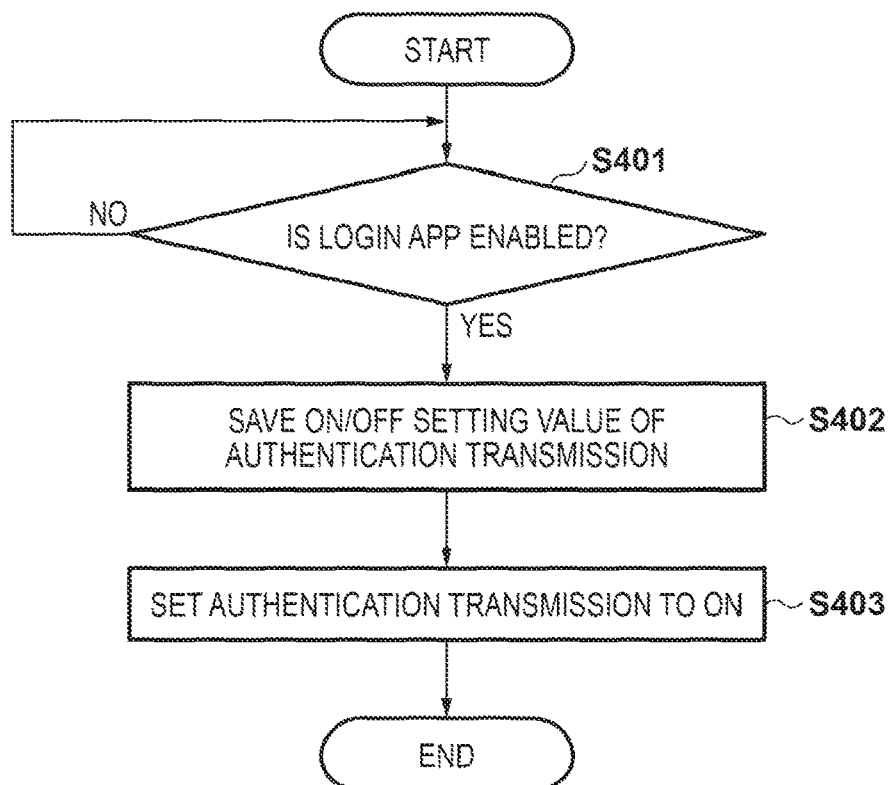 START
S401
NO
IS LOGIN APP ENABLED?
YES
SAVE ON/OFF SETTING VALUE OF
AUTHENTICATION TRANSMISSION
S402
SET AUTHENTICATION TRANSMISSION TO ON
S403
END